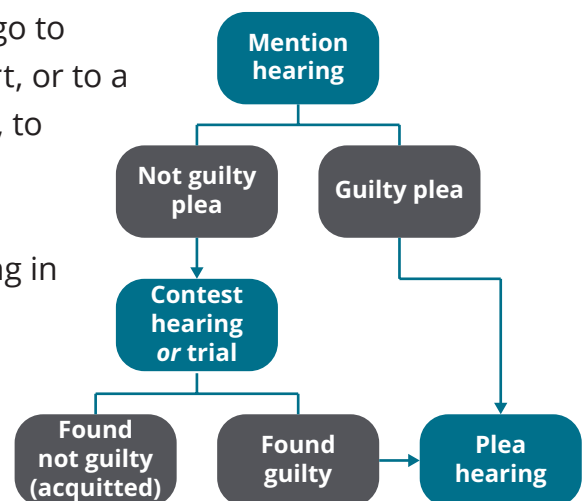 go to
rt, or to a
, to
ng in
Mention
hearing
Not guilty
plea
Guilty plea
Contest
hearing
or trial
Found
not guilty
(acquitted)
Found
guilty
Plea
hearing